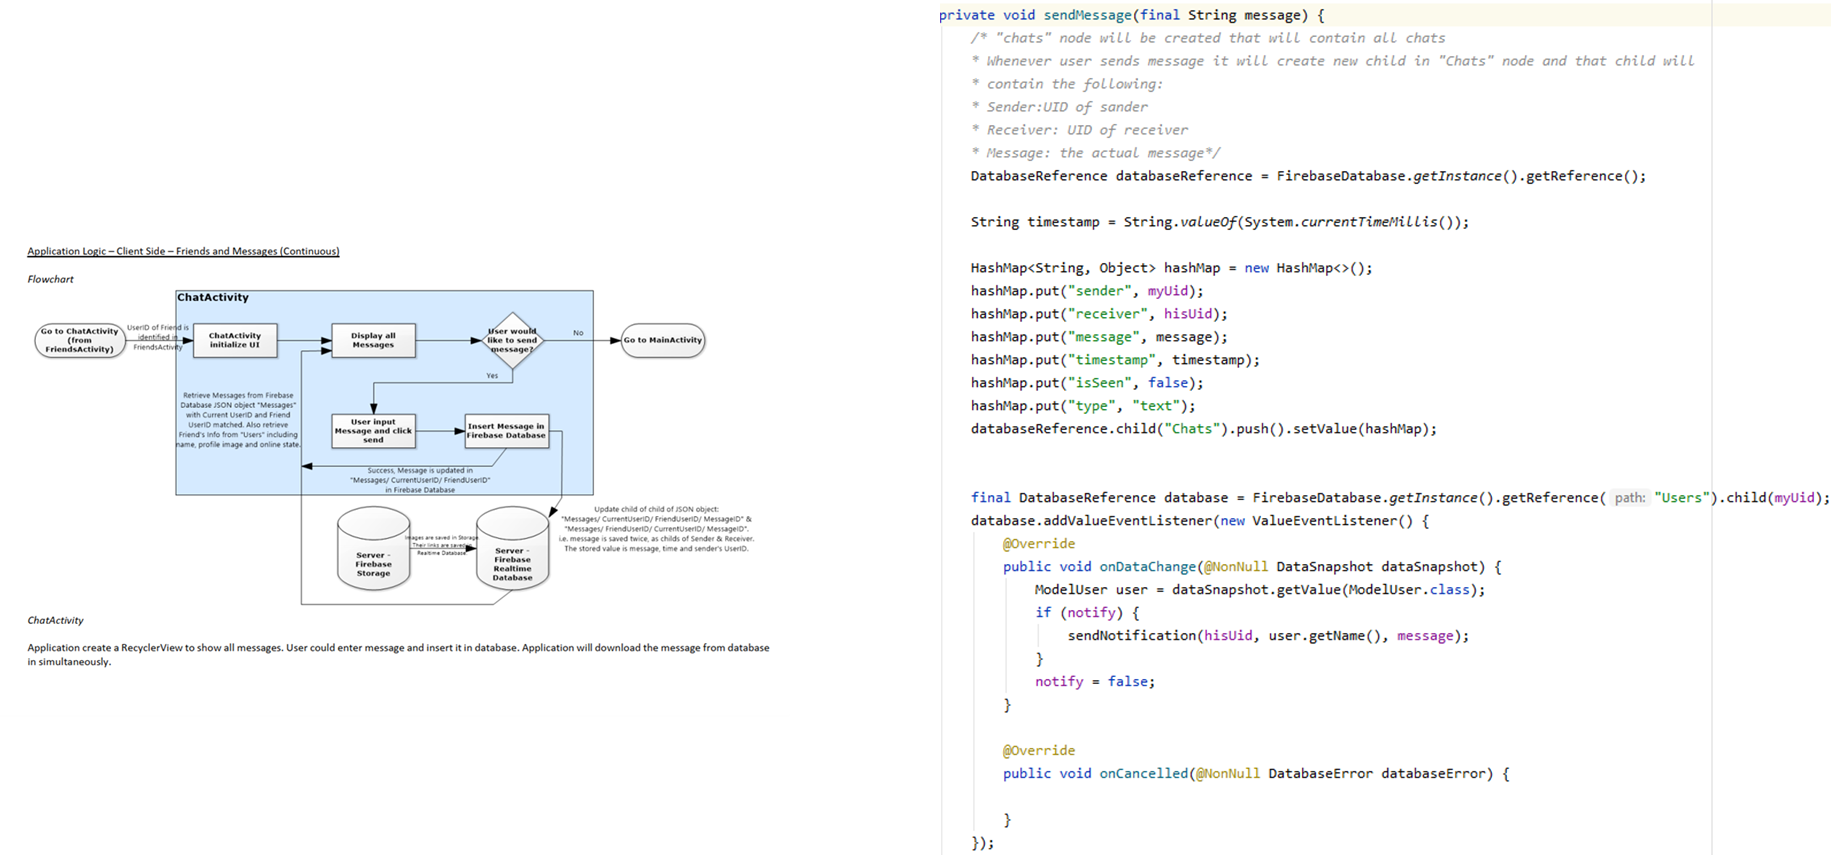 Application Logic – Client Side – Friends and Messages (Continuous)
Flowchart
ChatActivity
Go to ChatActivity
(from
FriendsActivity)
UserID of Friend is
identified in
FriendsActivity
ChatActivity
initialize UI
Display all
Messages
User would
like to send
message?
No
Go to MainActivity
Yes
Retrieve Messages from Firebase
Database JSON object "Messages"
with Current UserID and Friend
UserID matched. Also retrieve
Friend's Info from "Users" including
name, profile image and online state.
User input
Message and click
send
Insert Message in
Firebase Database
Success, Message is updated in
"Messages/ CurrentUserID/ FriendUserID"
in Firebase Database
Server -
Firebase
Storage
Images are saved in Storage.
Their links are saved in
Realtime Database
Server -
Firebase
Realtime
Database
Update child of child of JSON object:
"Messages/ CurrentUserID/ FriendUserID/ MessageID" &
"Messages/ FriendUserID/ CurrentUserID/ MessageID".
i.e. message is saved twice, as childs of Sender & Receiver.
The stored value is message, time and sender's UserID.
ChatActivity
Application create a RecyclerView to show all messages. User could enter message and insert it in database. Application will download the message from database
in simultaneously.
private void sendMessage(final String message) {
/* "chats" node will be created that will contain all chats
* Whenever user sends message it will create new child in "Chats" node and that child will
* contain the following:
* Sender:UID of sander
* Receiver: UID of receiver
* Message: the actual message*/
DatabaseReference databaseReference = FirebaseDatabase.getInstance().getReference();
String timestamp = String.valueOf(System.currentTimeMillis());
HashMap<String, Object> hashMap = new HashMap<>();
hashMap.put("sender", myUid);
hashMap.put("receiver", hisUid);
hashMap.put("message", message);
hashMap.put("timestamp", timestamp);
hashMap.put("isSeen", false);
hashMap.put("type", "text");
databaseReference.child("Chats").push().setValue(hashMap);
final DatabaseReference database = FirebaseDatabase.getInstance().getReference( path: "Users").child(myUid);
database.addValueEventListener(new ValueEventListener() {
@Override
public void onDataChange(@NonNull DataSnapshot dataSnapshot) {
ModelUser user = dataSnapshot.getValue(ModelUser.class);
if (notify) {
sendNotification(hisUid, user.getName(), message);
}
notify = false;
}
@Override
public void onCancelled(@NonNull DatabaseError databaseError) {
}
});